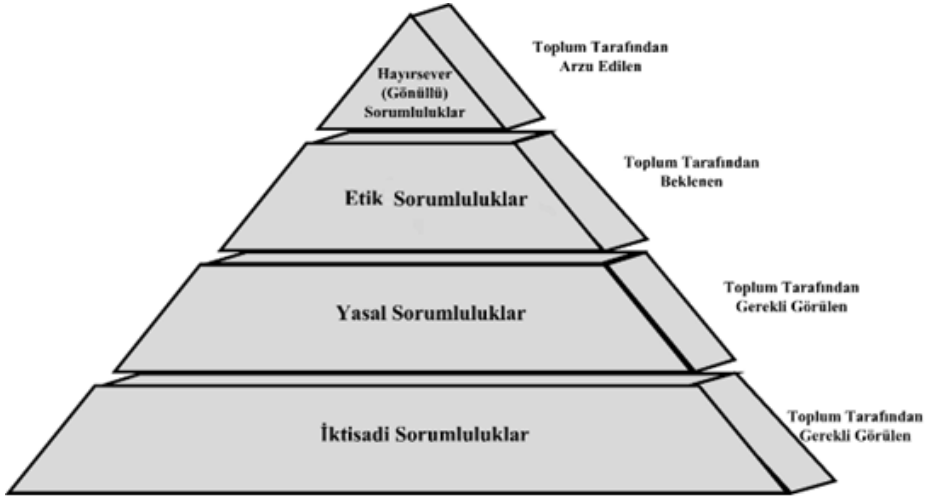 Hayırsever
(Gönüllü)
Sorumluluklar
Toplum Tarafından
Arzu Edilen
Etik Sorumluluklar
Toplum Tarafından
Beklenen
Yasal Sorumluluklar
Toplum Tarafından
Gerekli Görülen
İktisadi Sorumluluklar
Toplum Tarafından
Gerekli Görülen